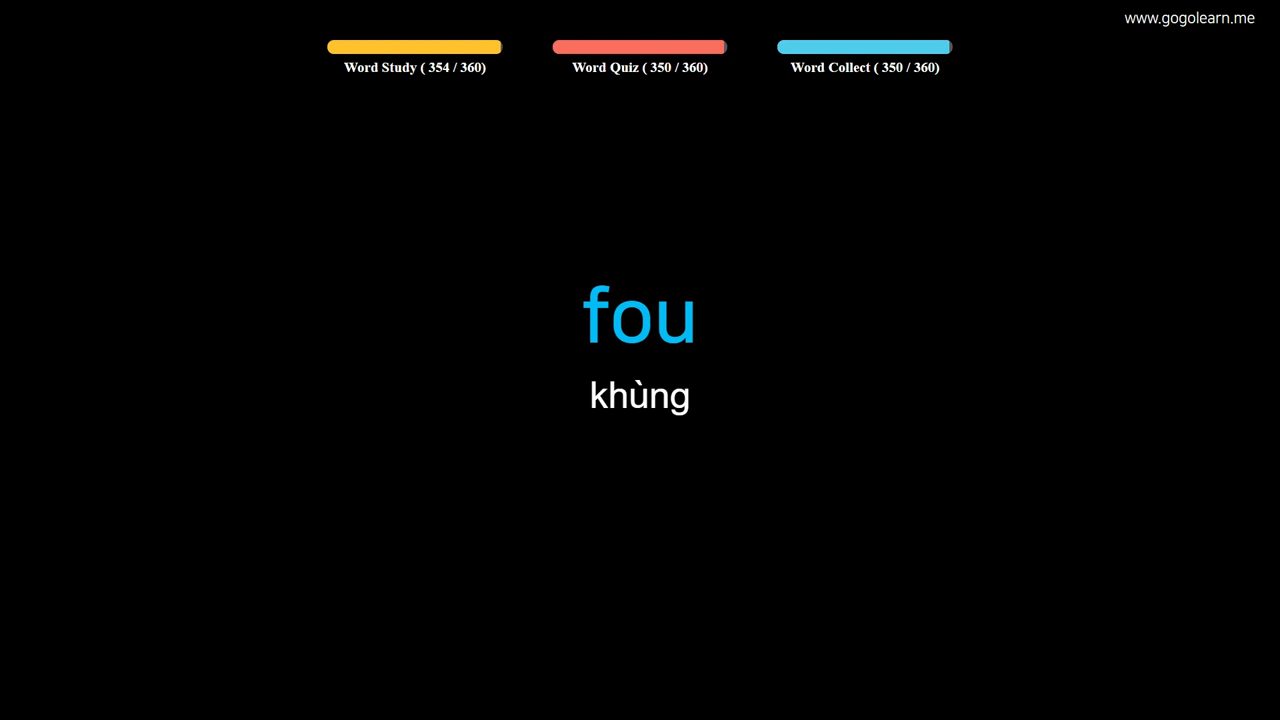 www.gogolearn.me
Word Study ( 354 / 360)
Word Quiz ( 350 / 360)
Word Collect ( 350 / 360)
fou
khùng